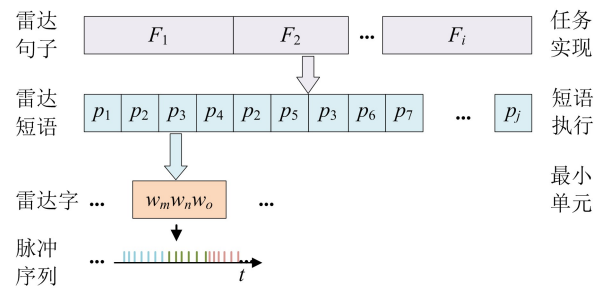 雷达
句子
F₁ F₂ ••• Fᵢ
任务
实现
雷达
短语
p₁ p₂ p₃ p₄ p₂ p₅ p₃ p₆ p₇ ••• pⱼ
短语
执行
雷达字 ••• wₘwₙwₒ •••
最小
单元
脉冲
序列
••• •••
t